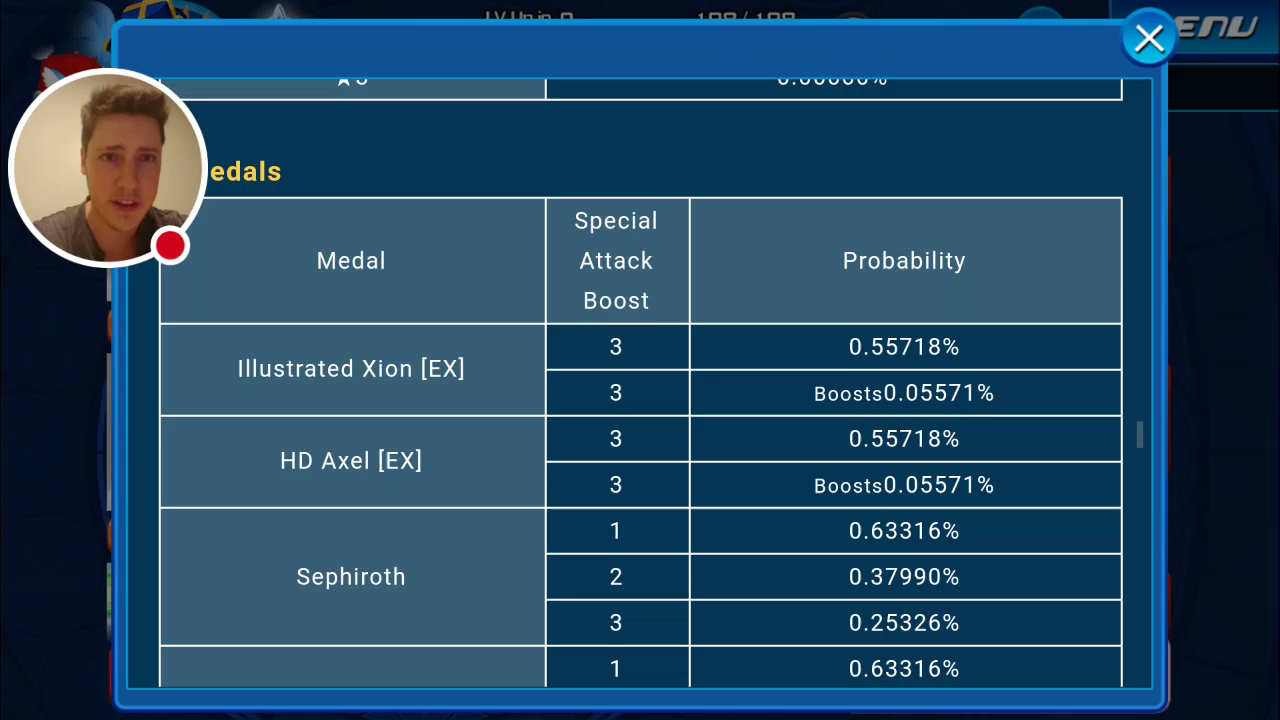 MENU
edals
Medal
Special
Attack
Boost
Probability
Illustrated Xion [EX]
3
0.55718%
3
Boosts0.05571%
HD Axel [EX]
3
0.55718%
3
Boosts0.05571%
Sephiroth
1
0.63316%
2
0.37990%
3
0.25326%
1
0.63316%